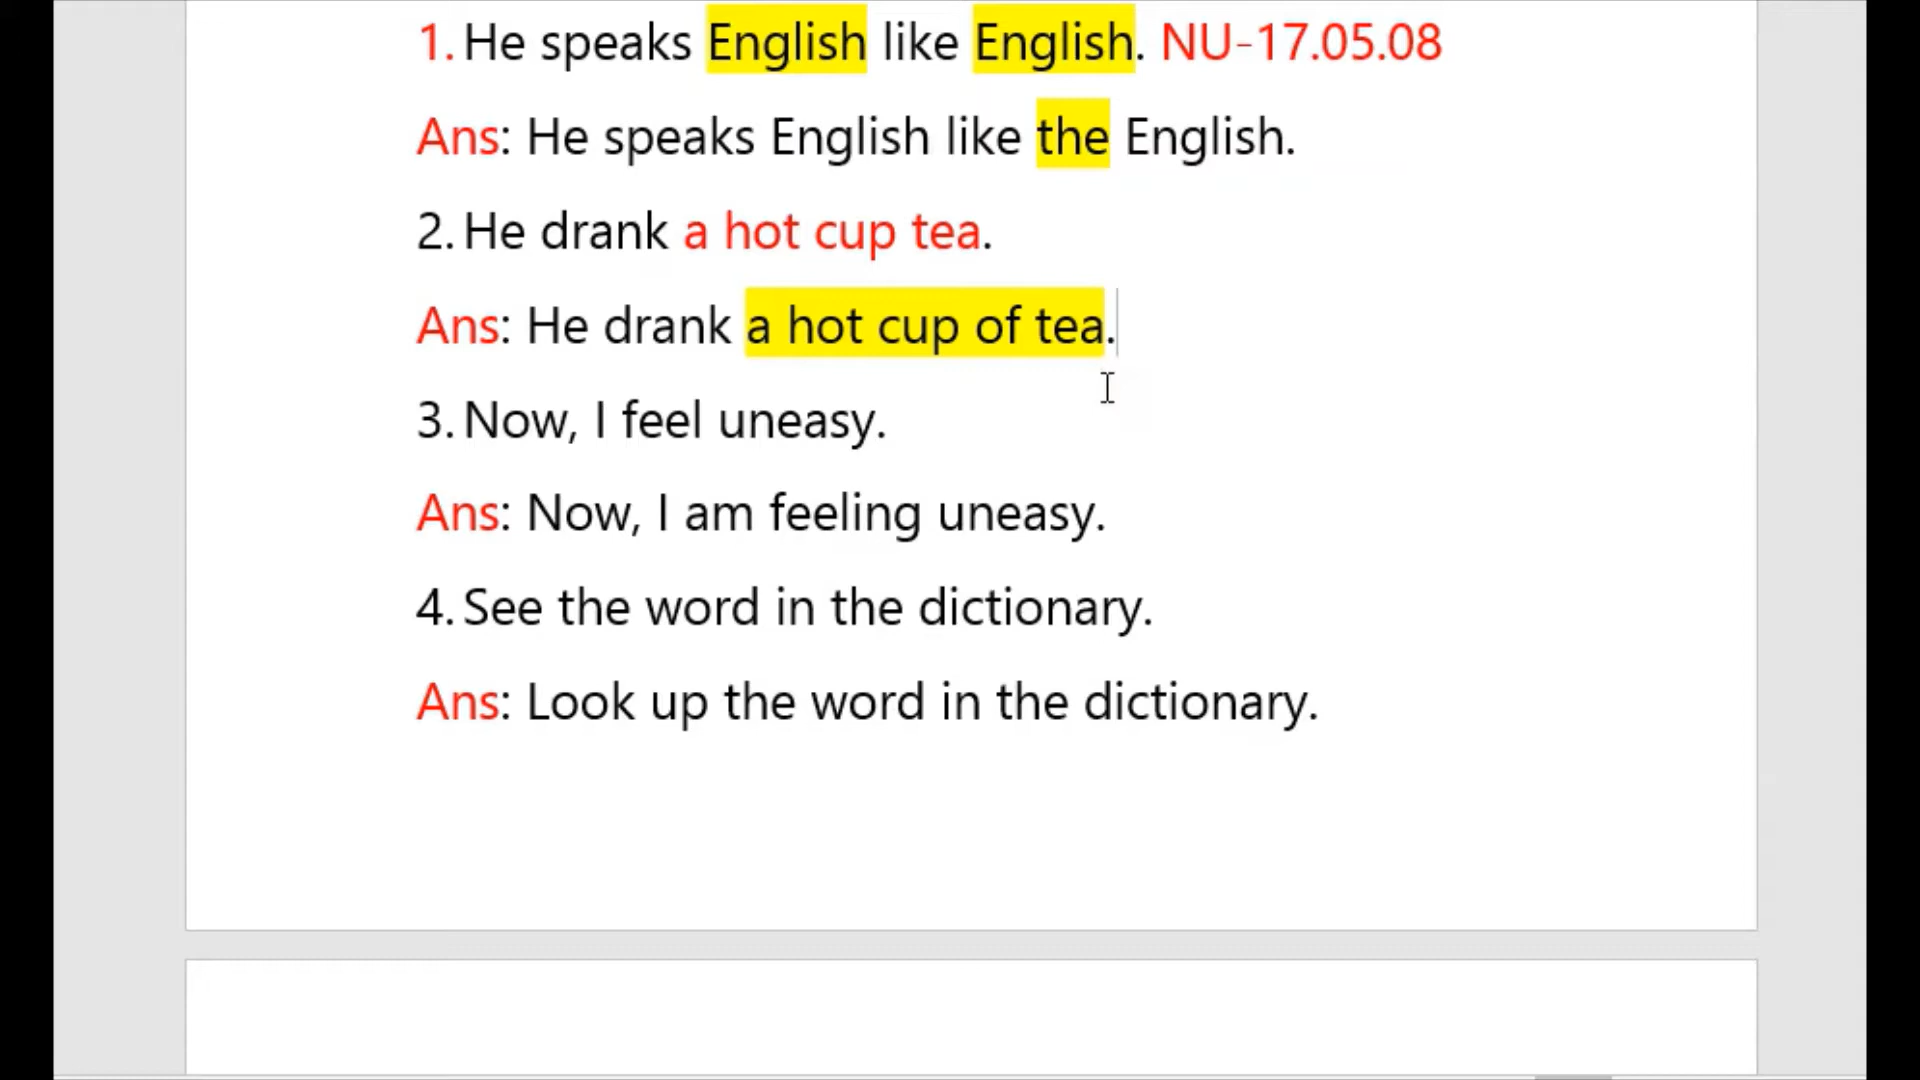 1. He speaks English like English. NU-17.05.08
Ans: He speaks English like the English.
2. He drank a hot cup tea.
Ans: He drank a hot cup of tea.
3. Now, I feel uneasy.
Ans: Now, I am feeling uneasy.
4. See the word in the dictionary.
Ans: Look up the word in the dictionary.